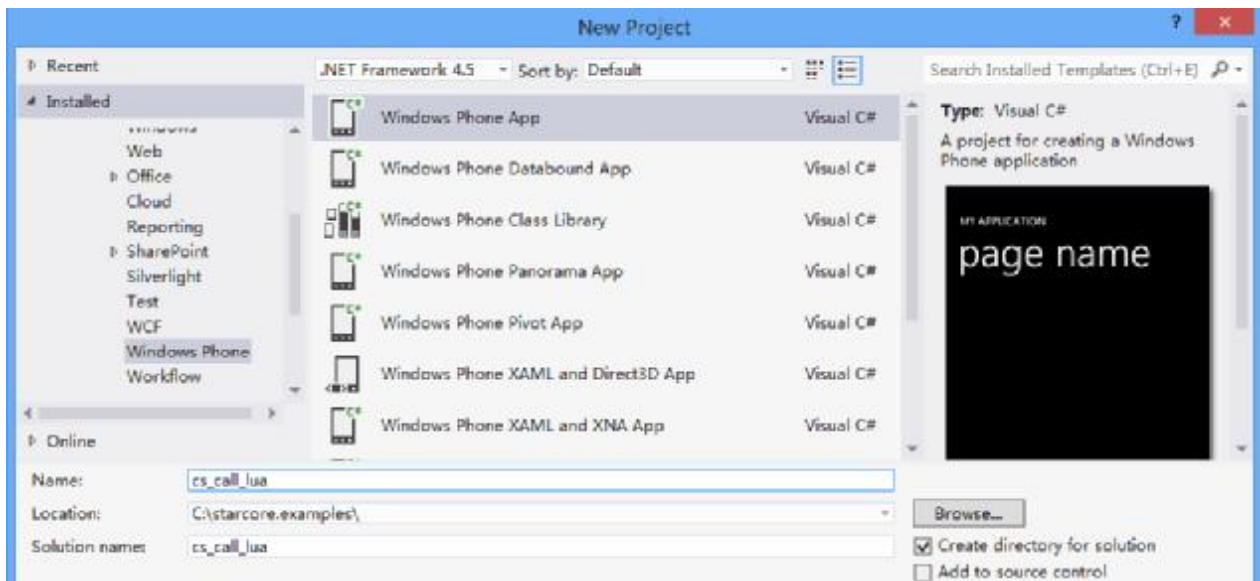 New Project
?
Recent
.NET Framework 4.5 Sort by: Default
Search Installed Templates (Ctrl+E)
Installed
Web
Office
Cloud
Reporting
SharePoint
Silverlight
Test
WCF
Windows Phone
Workflow
Online
C# Windows Phone App Visual C#
C# Windows Phone Databound App Visual C#
C# Windows Phone Class Library Visual C#
C# Windows Phone Panorama App Visual C#
C# Windows Phone Pivot App Visual C#
C# Windows Phone XAML and Direct3D App Visual C#
C# Windows Phone XAML and XNA App Visual C#
Type: Visual C#
A project for creating a Windows
Phone application
MY APPLICATION
page name
Name: cs_call_lua
Location: C:\starcore.examples\
Solution name: cs_call_lua
Browse...
Create directory for solution
Add to source control